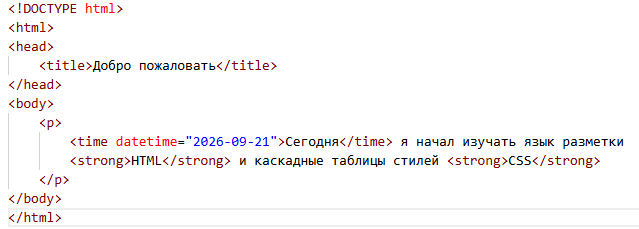 <!DOCTYPE html>
<html>
<head>
    <title>Добро пожаловать</title>
</head>
<body>
    <p>
        <time datetime="2026-09-21">Сегодня</time> я начал изучать язык разметки
        <strong>HTML</strong> и каскадные таблицы стилей <strong>CSS</strong>
    </p>
</body>
</html>